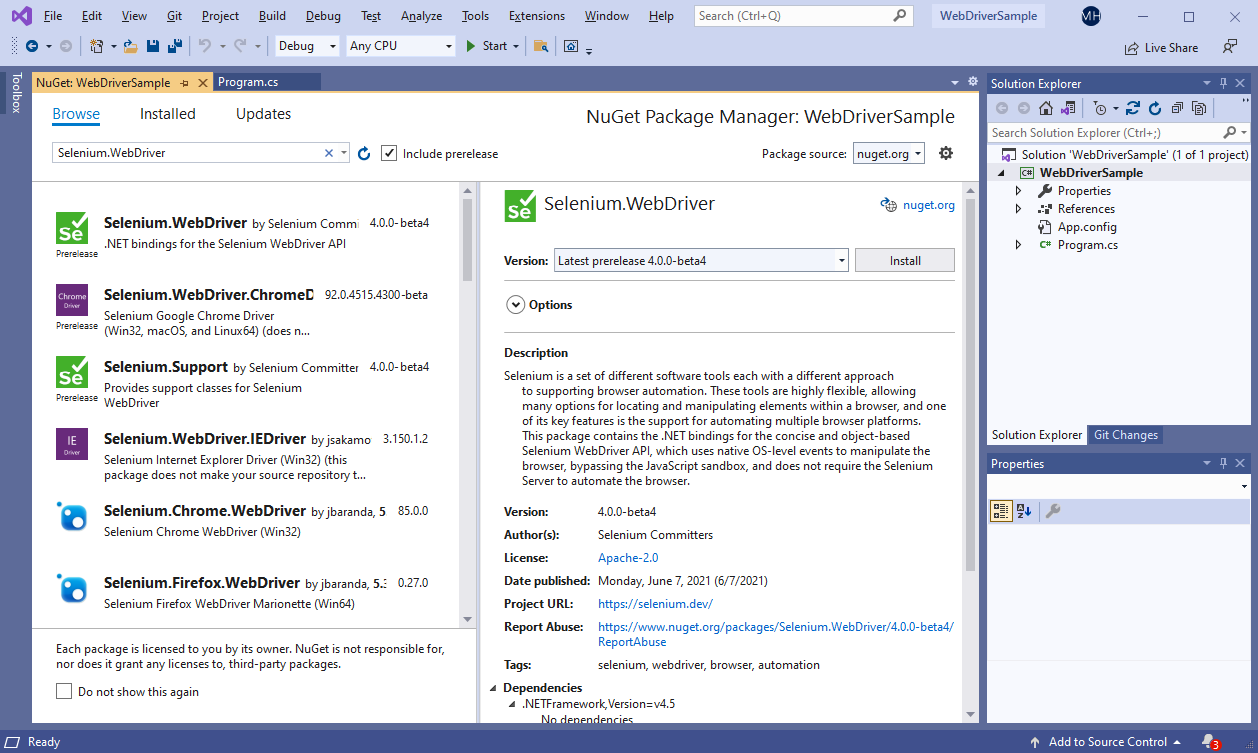 File Edit View Git Project Build Debug Test Analyze Tools Extensions Window Help Search (Ctrl+Q) WebDriverSample MH
Debug Any CPU Start Live Share
Toolbox
NuGet: WebDriverSample Program.cs
Browse Installed Updates NuGet Package Manager: WebDriverSample
Selenium.WebDriver Include prerelease Package source: nuget.org
Se
Selenium.WebDriver by Selenium Commi 4.0.0-beta4
.NET bindings for the Selenium WebDriver API
Prerelease
Chrome
Driver
Selenium.WebDriver.ChromeD 92.0.4515.4300-beta
Selenium Google Chrome Driver
(Win32, macOS, and Linux64) (does n...
Prerelease
Se
Selenium.Support by Selenium Committer 4.0.0-beta4
Provides support classes for Selenium
WebDriver
Prerelease
IE
Driver
Selenium.WebDriver.IEDriver by jsakamo 3.150.1.2
Selenium Internet Explorer Driver (Win32) (this
package does not make your source repository t...
Selenium.Chrome.WebDriver by jbaranda, 5 85.0.0
Selenium Chrome WebDriver (Win32)
Selenium.Firefox.WebDriver by jbaranda, 5.3 0.27.0
Selenium Firefox WebDriver Marionette (Win64)
Each package is licensed to you by its owner. NuGet is not responsible for,
nor does it grant any licenses to, third-party packages.
Do not show this again
Se Selenium.WebDriver nuget.org
Version: Latest prerelease 4.0.0-beta4 Install
Options
Description
Selenium is a set of different software tools each with a different approach
to supporting browser automation. These tools are highly flexible, allowing
many options for locating and manipulating elements within a browser, and one
of its key features is the support for automating multiple browser platforms.
This package contains the .NET bindings for the concise and object-based
Selenium WebDriver API, which uses native OS-level events to manipulate the
browser, bypassing the JavaScript sandbox, and does not require the Selenium
Server to automate the browser.
Version: 4.0.0-beta4
Author(s): Selenium Committers
License: Apache-2.0
Date published: Monday, June 7, 2021 (6/7/2021)
Project URL: https://selenium.dev/
Report Abuse: https://www.nuget.org/packages/Selenium.WebDriver/4.0.0-beta4/
ReportAbuse
Tags: selenium, webdriver, browser, automation
Dependencies
.NETFramework,Version=v4.5
No dependencies
Solution Explorer
Search Solution Explorer (Ctrl+;)
Solution 'WebDriverSample' (1 of 1 project)
C# WebDriverSample
Properties
References
App.config
C# Program.cs
Solution Explorer Git Changes
Properties
Ready Add to Source Control 3